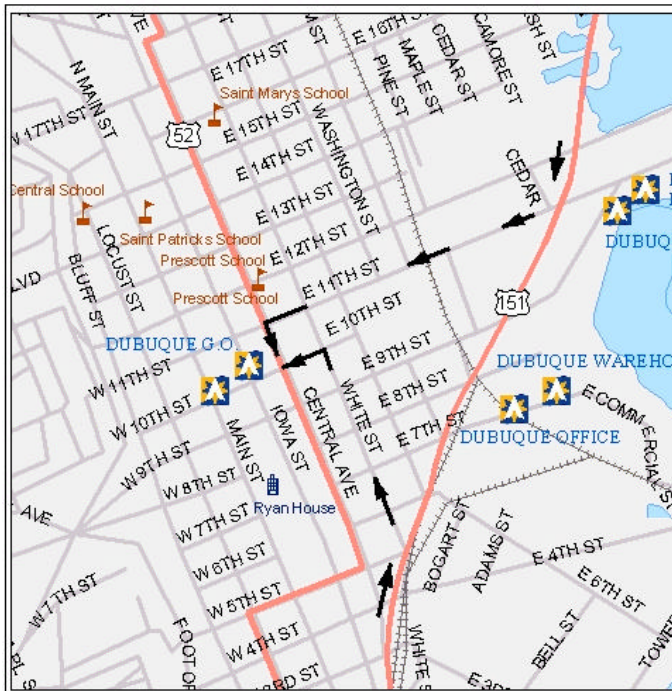 E 16TH ST
E 17TH ST
N MAIN ST
Saint Marys School
WASHINGTON ST
PINE ST
MAPLE ST
CEDAR ST
W 17TH ST
52
E 15TH ST
E 14TH ST
CEDAR
Central School
E 13TH ST
LOCUST ST
Saint Patricks School
E 12TH ST
DUBUQ
BLUFF ST
Prescott School
E 11TH ST
Prescott School
151
E 10TH ST
DUBUQUE G.O.
E 9TH ST
DUBUQUE WAREHO
W 11TH ST
WHITE ST
E 8TH ST
W 10TH ST
CENTRAL AVE
IOWA ST
E 7TH ST
DUBUQUE OFFICE
E COMMERCIAL ST
MAIN ST
W 9TH ST
W 8TH ST
Ryan House
AVE
W 7TH ST
BOGART ST
ADAMS ST
E 4TH ST
W 6TH ST
E 6TH ST
W 7TH ST
W 5TH ST
BELL ST
W 4TH ST
WHITE S
TOWER
3RD ST